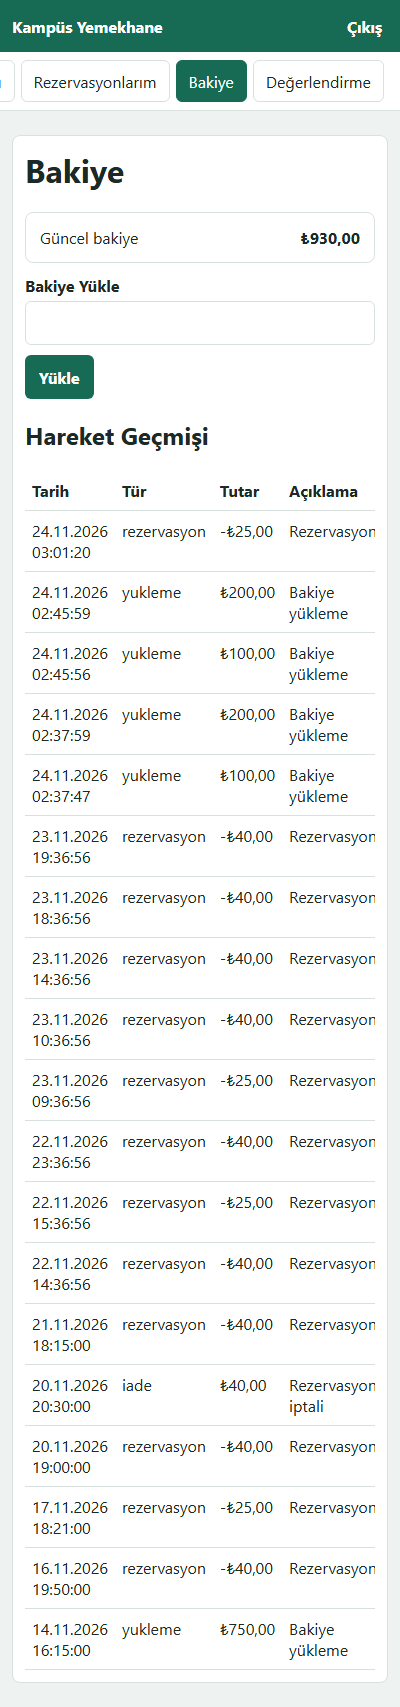 Kampüs Yemekhane Çıkış
Rezervasyonlarım Bakiye Değerlendirme
Bakiye
Güncel bakiye ₺930,00
Bakiye Yükle
Yükle
Hareket Geçmişi
Tarih Tür Tutar Açıklama
24.11.2026 rezervasyon -₺25,00 Rezervasyon
03:01:20
24.11.2026 yukleme ₺200,00 Bakiye
02:45:59 yükleme
24.11.2026 yukleme ₺100,00 Bakiye
02:45:56 yükleme
24.11.2026 yukleme ₺200,00 Bakiye
02:37:59 yükleme
24.11.2026 yukleme ₺100,00 Bakiye
02:37:47 yükleme
23.11.2026 rezervasyon -₺40,00 Rezervasyon
19:36:56
23.11.2026 rezervasyon -₺40,00 Rezervasyon
18:36:56
23.11.2026 rezervasyon -₺40,00 Rezervasyon
14:36:56
23.11.2026 rezervasyon -₺40,00 Rezervasyon
10:36:56
23.11.2026 rezervasyon -₺25,00 Rezervasyon
09:36:56
22.11.2026 rezervasyon -₺40,00 Rezervasyon
23:36:56
22.11.2026 rezervasyon -₺25,00 Rezervasyon
15:36:56
22.11.2026 rezervasyon -₺40,00 Rezervasyon
14:36:56
21.11.2026 rezervasyon -₺40,00 Rezervasyon
18:15:00
20.11.2026 iade ₺40,00 Rezervasyon
20:30:00 iptali
20.11.2026 rezervasyon -₺40,00 Rezervasyon
19:00:00
17.11.2026 rezervasyon -₺25,00 Rezervasyon
18:21:00
16.11.2026 rezervasyon -₺40,00 Rezervasyon
19:50:00
14.11.2026 yukleme ₺750,00 Bakiye
16:15:00 yükleme